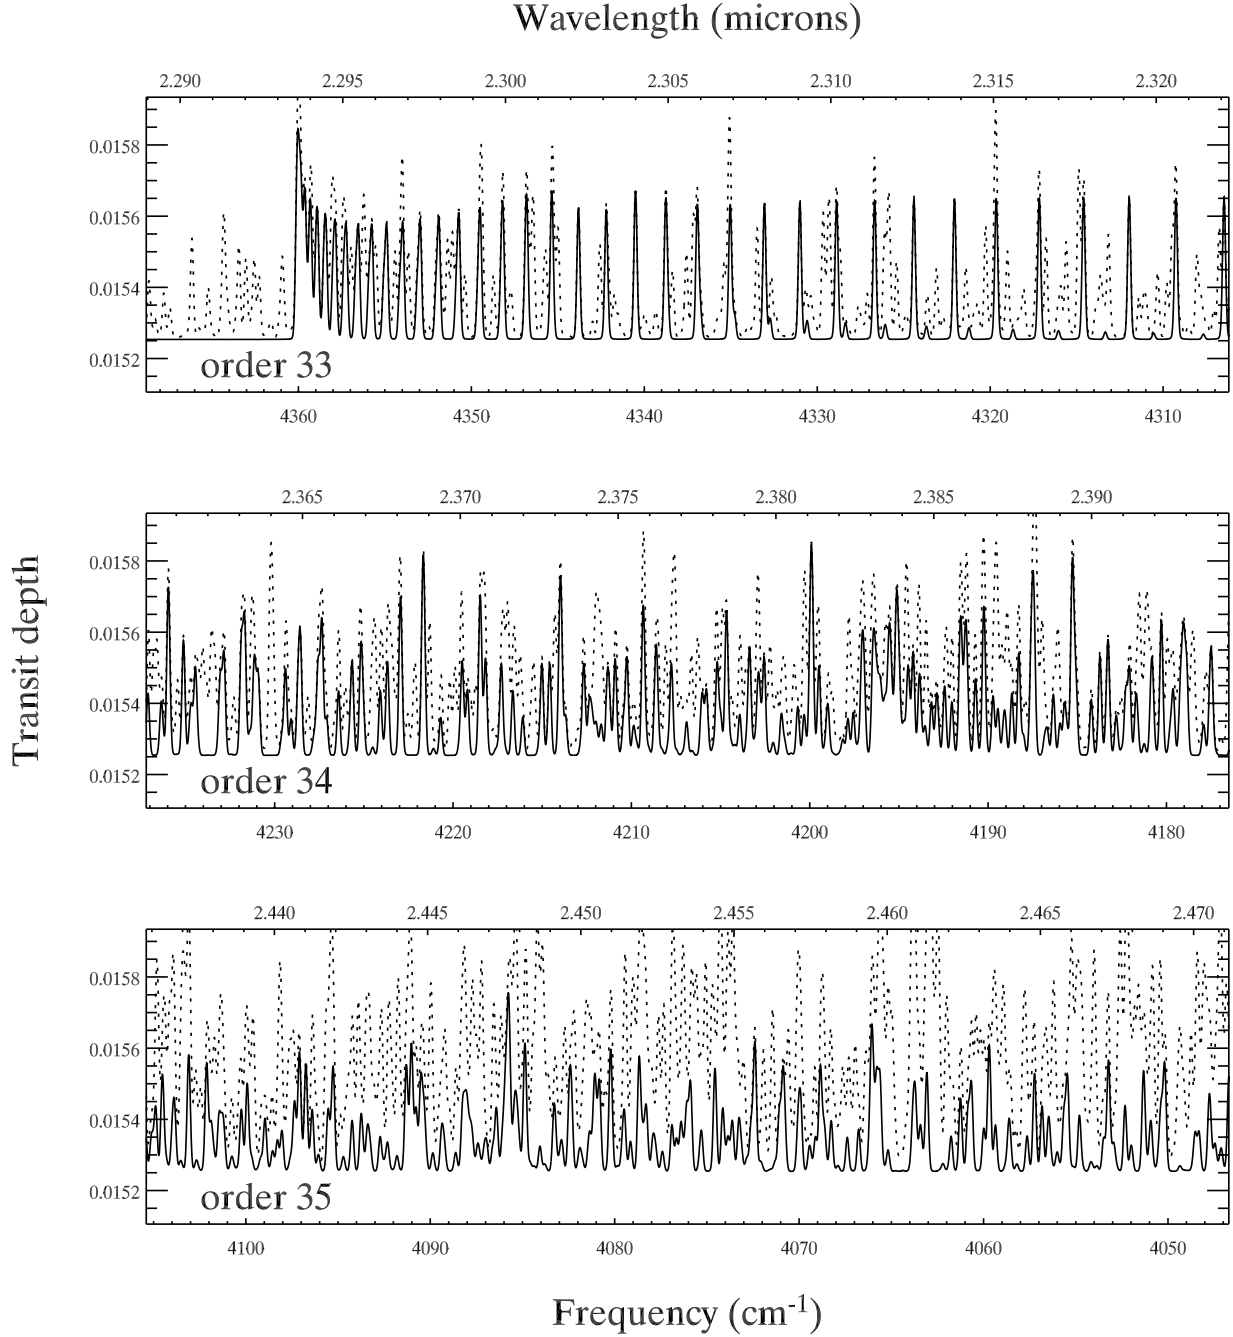 Wavelength (microns)
2.290 2.295 2.300 2.305 2.310 2.315 2.320
0.0158
0.0156
0.0154
0.0152
order 33
4360 4350 4340 4330 4320 4310
2.365 2.370 2.375 2.380 2.385 2.390
0.0158
0.0156
0.0154
0.0152
order 34
4230 4220 4210 4200 4190 4180
Transit depth
2.440 2.445 2.450 2.455 2.460 2.465 2.470
0.0158
0.0156
0.0154
0.0152
order 35
4100 4090 4080 4070 4060 4050
Frequency (cm⁻¹)